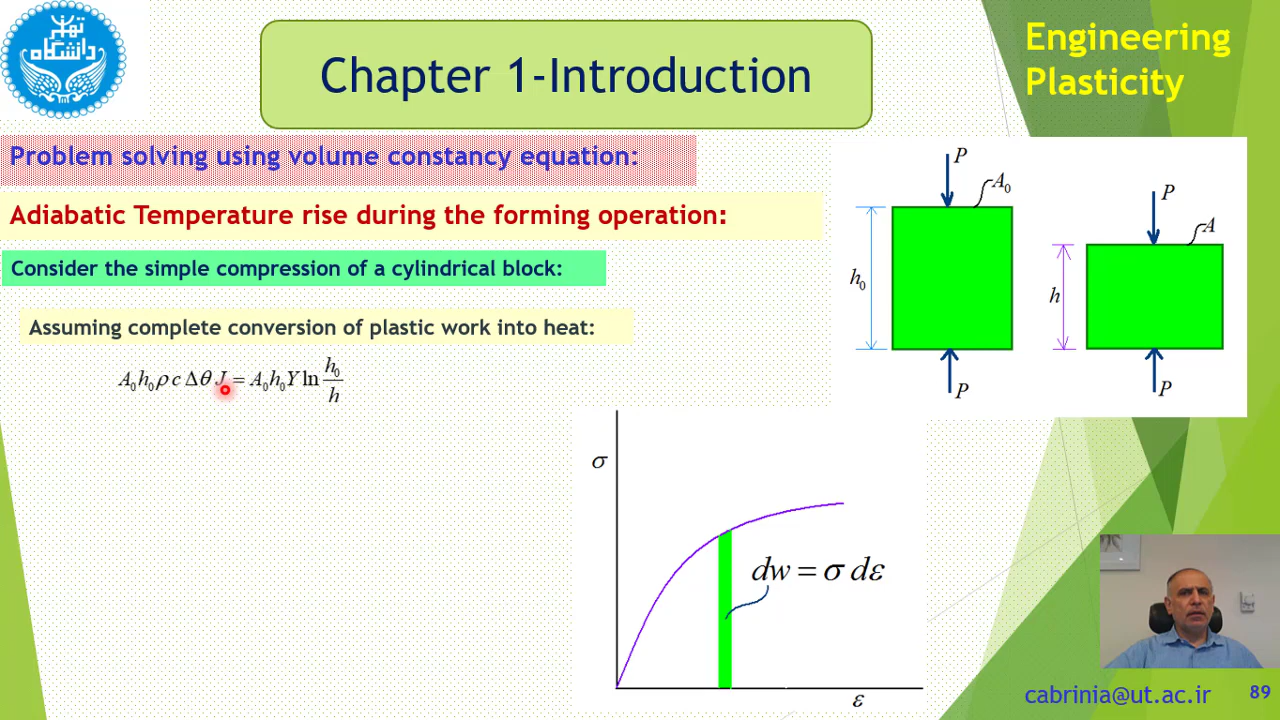 تهران
دانشگاه
Chapter 1-Introduction
Engineering
Plasticity
Problem solving using volume constancy equation:
Adiabatic Temperature rise during the forming operation:
Consider the simple compression of a cylindrical block:
Assuming complete conversion of plastic work into heat:
A₀h₀ρ c Δθ J = A₀h₀Y ln h₀/h
P
A₀
h₀
P
P
A
h
P
σ
dw = σ dε
ε
cabrinia@ut.ac.ir
89